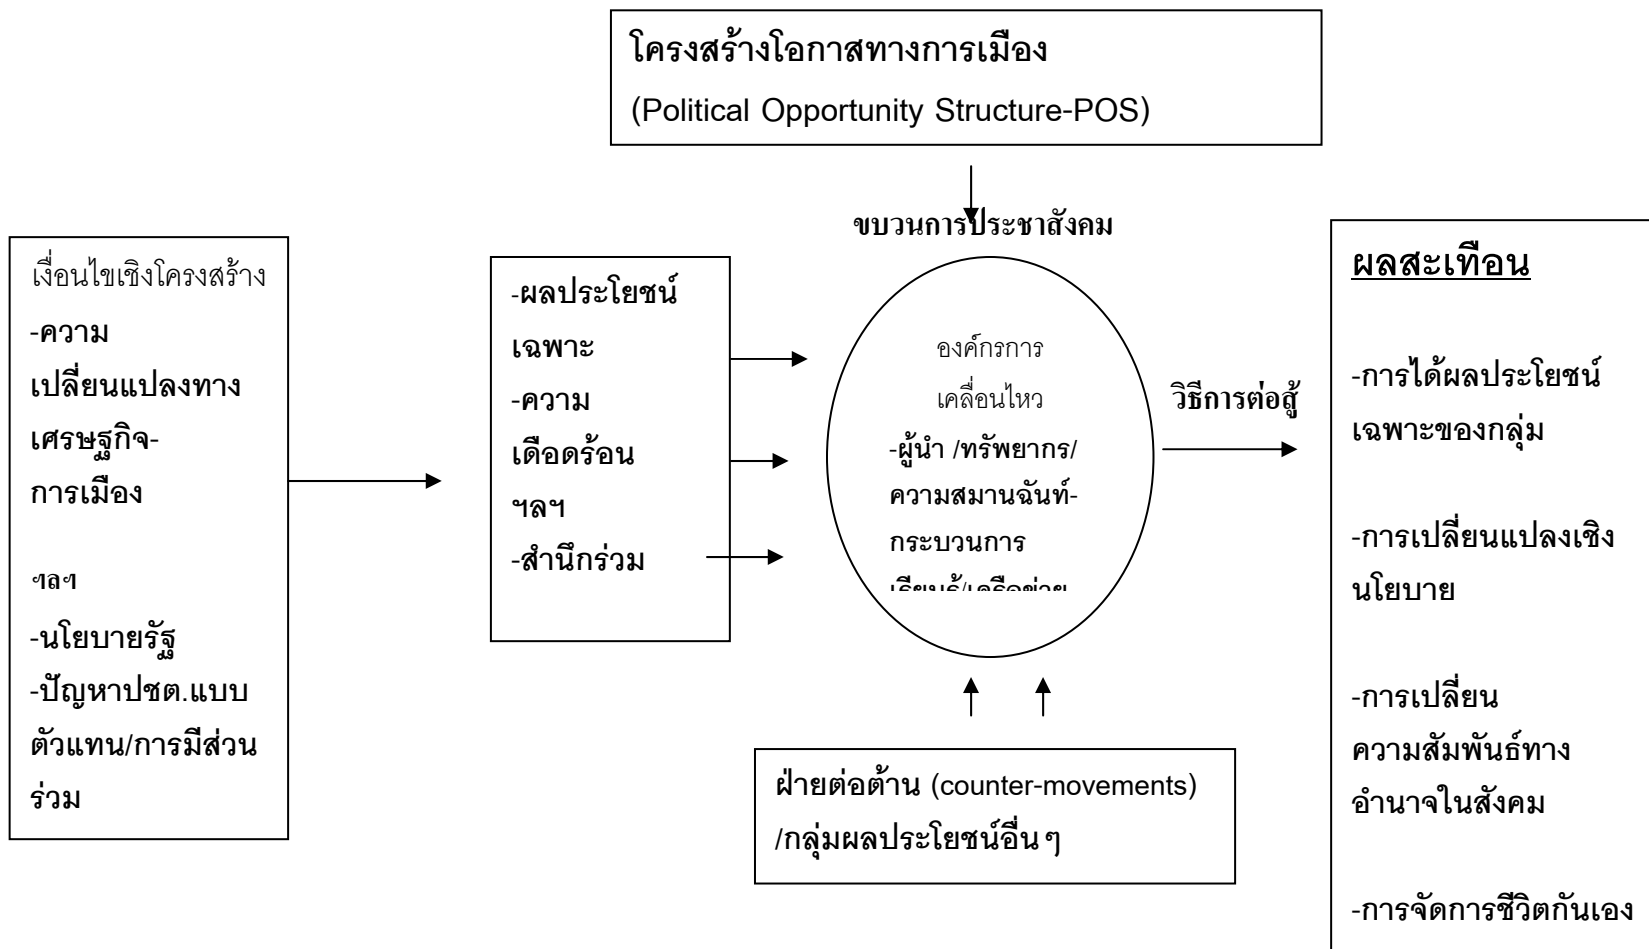 โครงสร้างโอกาสทางการเมือง
(Political Opportunity Structure-POS)
ขบวนการประชาสังคม
เงื่อนไขเชิงโครงสร้าง
-ความ
เปลี่ยนแปลงทาง
เศรษฐกิจ-
การเมือง
ฯลฯ
-นโยบายรัฐ
-ปัญหาปชต.แบบ
ตัวแทน/การมีส่วน
ร่วม
-ผลประโยชน์
เฉพาะ
-ความ
เดือดร้อน
ฯลฯ
-สำนึกร่วม
องค์กรการ
เคลื่อนไหว
-ผู้นำ /ทรัพยากร/
ความสมานฉันท์-
กระบวนการ
เรียนรู้/เครือข่าย
วิธีการต่อสู้
ฝ่ายต่อต้าน (counter-movements)
/กลุ่มผลประโยชน์อื่น ๆ
ผลสะเทือน
-การได้ผลประโยชน์
เฉพาะของกลุ่ม
-การเปลี่ยนแปลงเชิง
นโยบาย
-การเปลี่ยน
ความสัมพันธ์ทาง
อำนาจในสังคม
-การจัดการชีวิตกันเอง